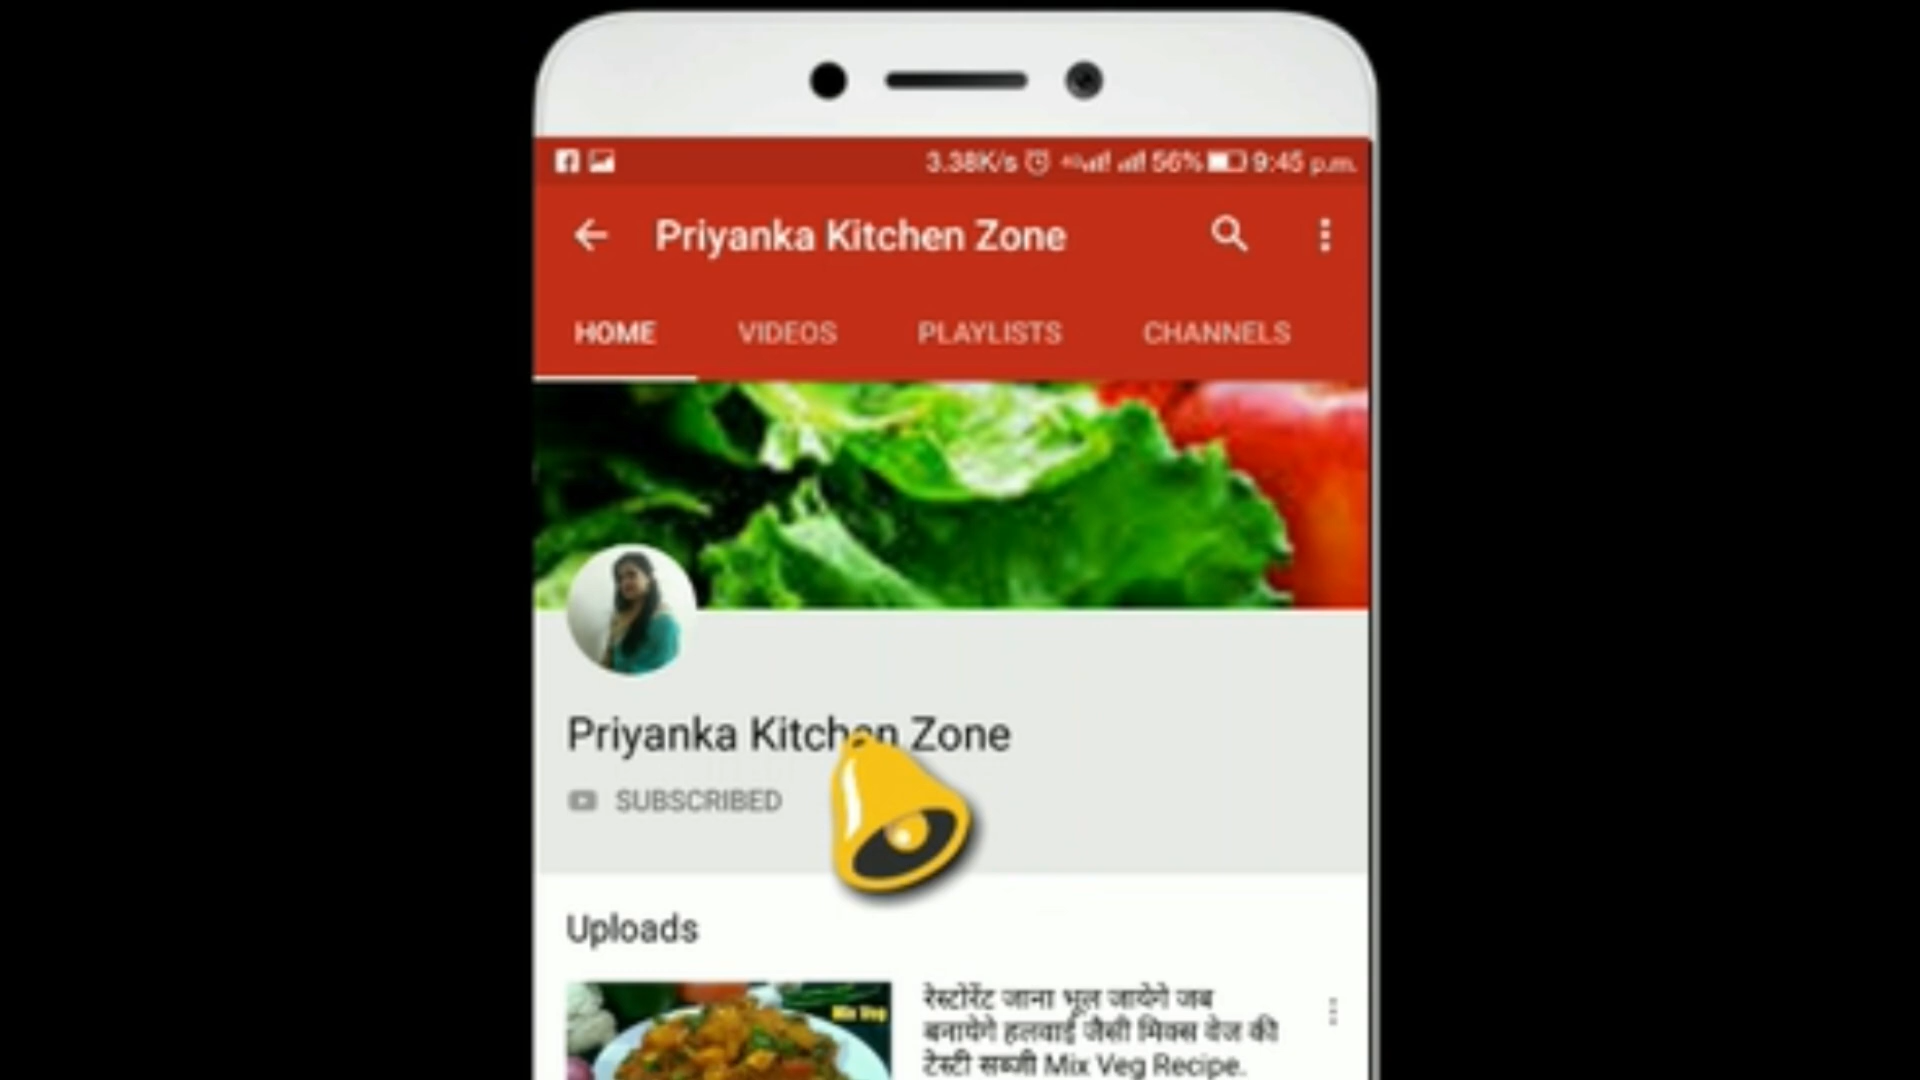 3.38K/s 4G 56% 9:45 p.m.
Priyanka Kitchen Zone
HOME VIDEOS PLAYLISTS CHANNELS
Priyanka Kitchen Zone
SUBSCRIBED
Uploads
Mix Veg
रेस्टोरेंट जाना भूल जायेगे जब
बनायेगे हलवाई जैसी मिक्स वेज की
टेस्टी सब्जी Mix Veg Recipe.